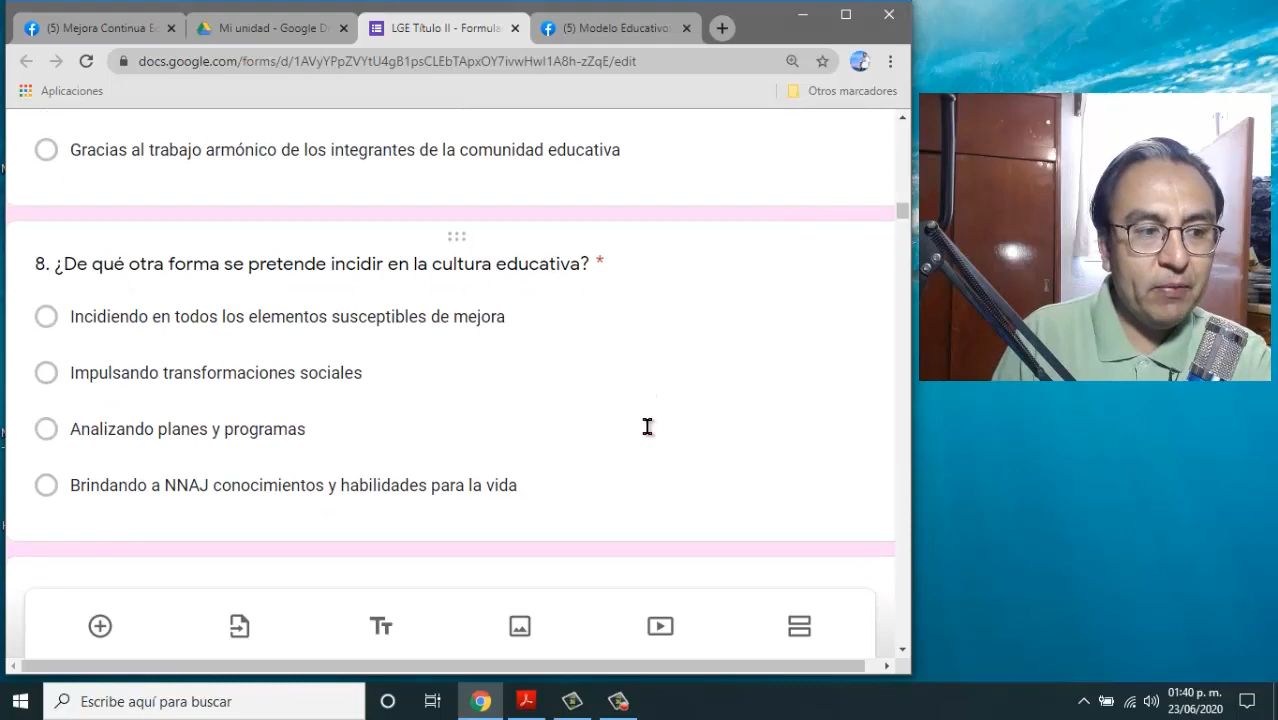 (5) Mejora Continua Ec
Mi unidad - Google Dr
LGE Título II - Formula
(5) Modelo Educativo
docs.google.com/forms/d/1AVyYPpZVYtU4gB1psCLEbTApxOY7ivwHwI1A8h-zZqE/edit
Aplicaciones
Otros marcadores
Gracias al trabajo armónico de los integrantes de la comunidad educativa
8. ¿De qué otra forma se pretende incidir en la cultura educativa? *
Incidiendo en todos los elementos susceptibles de mejora
Impulsando transformaciones sociales
Analizando planes y programas
Brindando a NNAJ conocimientos y habilidades para la vida
Tт
Escribe aquí para buscar
01:40 p. m.
23/06/2020